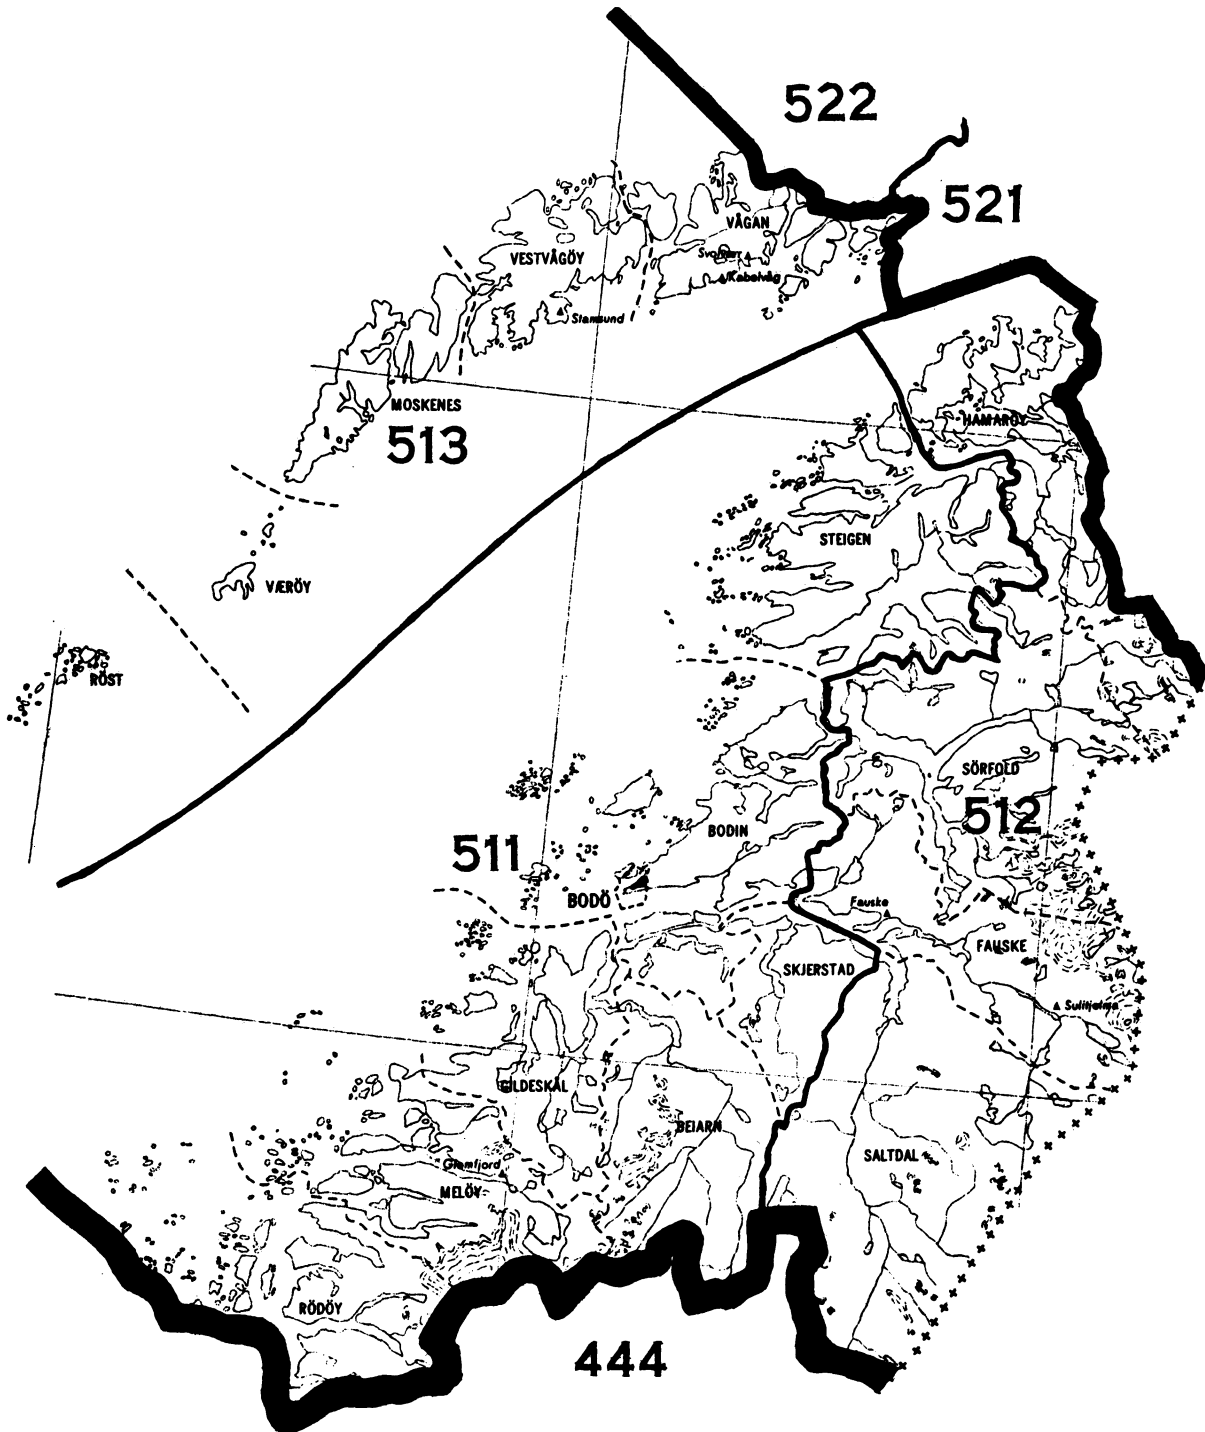 522
521
VÅGAN
Svolvær
Kabelvåg
VESTVÅGÖY
Stamsund
MOSKENES
513
HAMARÖY
STEIGEN
VÆRÖY
RÖST
SÖRFOLD
512
BODIN
511
BODÖ
Fauske
FAUSKE
SKJERSTAD
Sulitjelma
GILDESKÅL
BEIARN
SALTDAL
Glomfjord
MELÖY
RÖDÖY
444